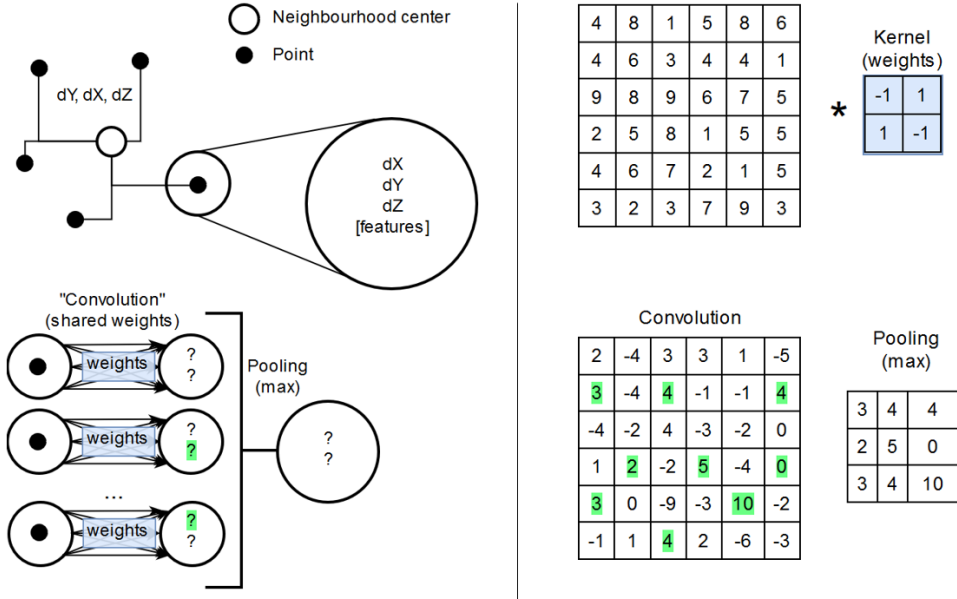 Neighbourhood center
Point
dY, dX, dZ
dX
dY
dZ
[features]
"Convolution"
(shared weights)
weights
?
?
weights
?
?
...
weights
?
?
Pooling
(max)
?
?
4 8 1 5 8 6
4 6 3 4 4 1
9 8 9 6 7 5
2 5 8 1 5 5
4 6 7 2 1 5
3 2 3 7 9 3
*
Kernel
(weights)
-1 1
1 -1
Convolution
2 -4 3 3 1 -5
3 -4 4 -1 -1 4
-4 -2 4 -3 -2 0
1 2 -2 5 -4 0
3 0 -9 -3 10 -2
-1 1 4 2 -6 -3
Pooling
(max)
3 4 4
2 5 0
3 4 10